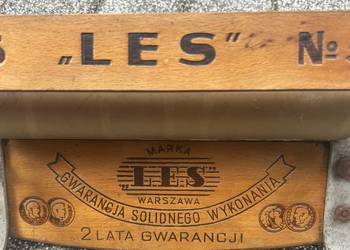 „LES” №
MARKA
„LES”
WARSZAWA
GWARANCJA SOLIDNEGO WYKONANIA
2 LATA GWARANCJI